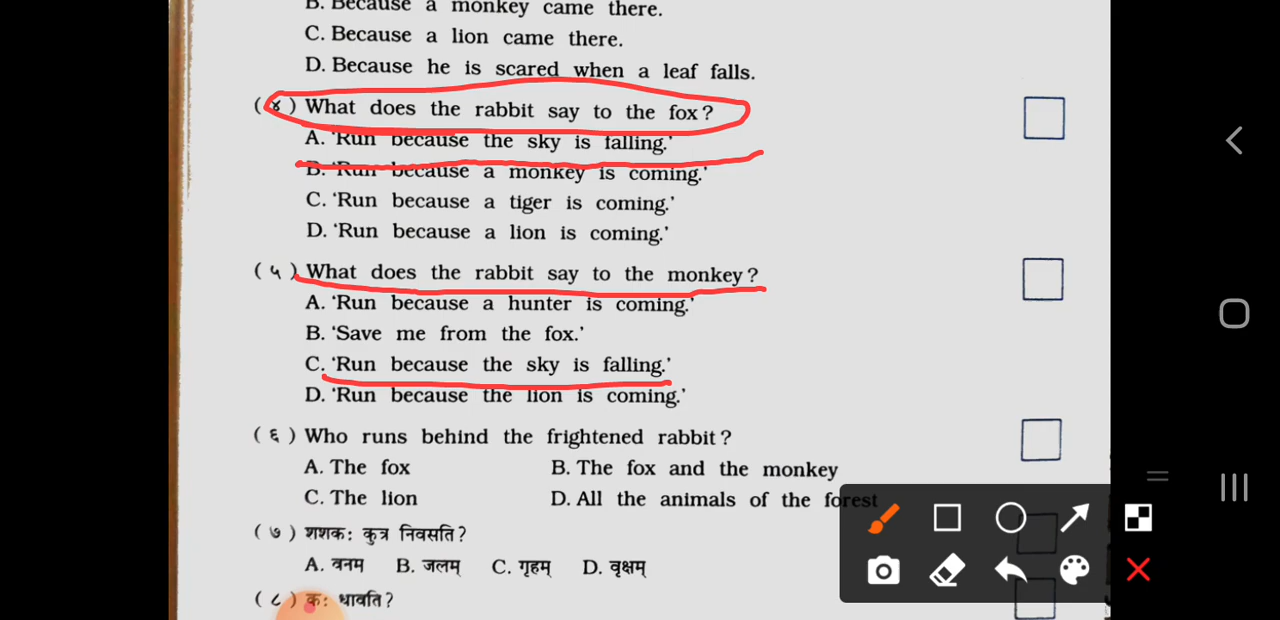 B. Because a monkey came there.
C. Because a lion came there.
D. Because he is scared when a leaf falls.
(४) What does the rabbit say to the fox?
A. 'Run because the sky is falling.'
B. 'Run because a monkey is coming.'
C. 'Run because a tiger is coming.'
D. 'Run because a lion is coming.'
(५) What does the rabbit say to the monkey?
A. 'Run because a hunter is coming.'
B. 'Save me from the fox.'
C. 'Run because the sky is falling.'
D. 'Run because the lion is coming.'
(६) Who runs behind the frightened rabbit?
A. The fox B. The fox and the monkey
C. The lion D. All the animals of the forest
(७) शशकः कुत्र निवसति?
A. वनम् B. जलम् C. गृहम् D. वृक्षम्
(८) कः धावति?